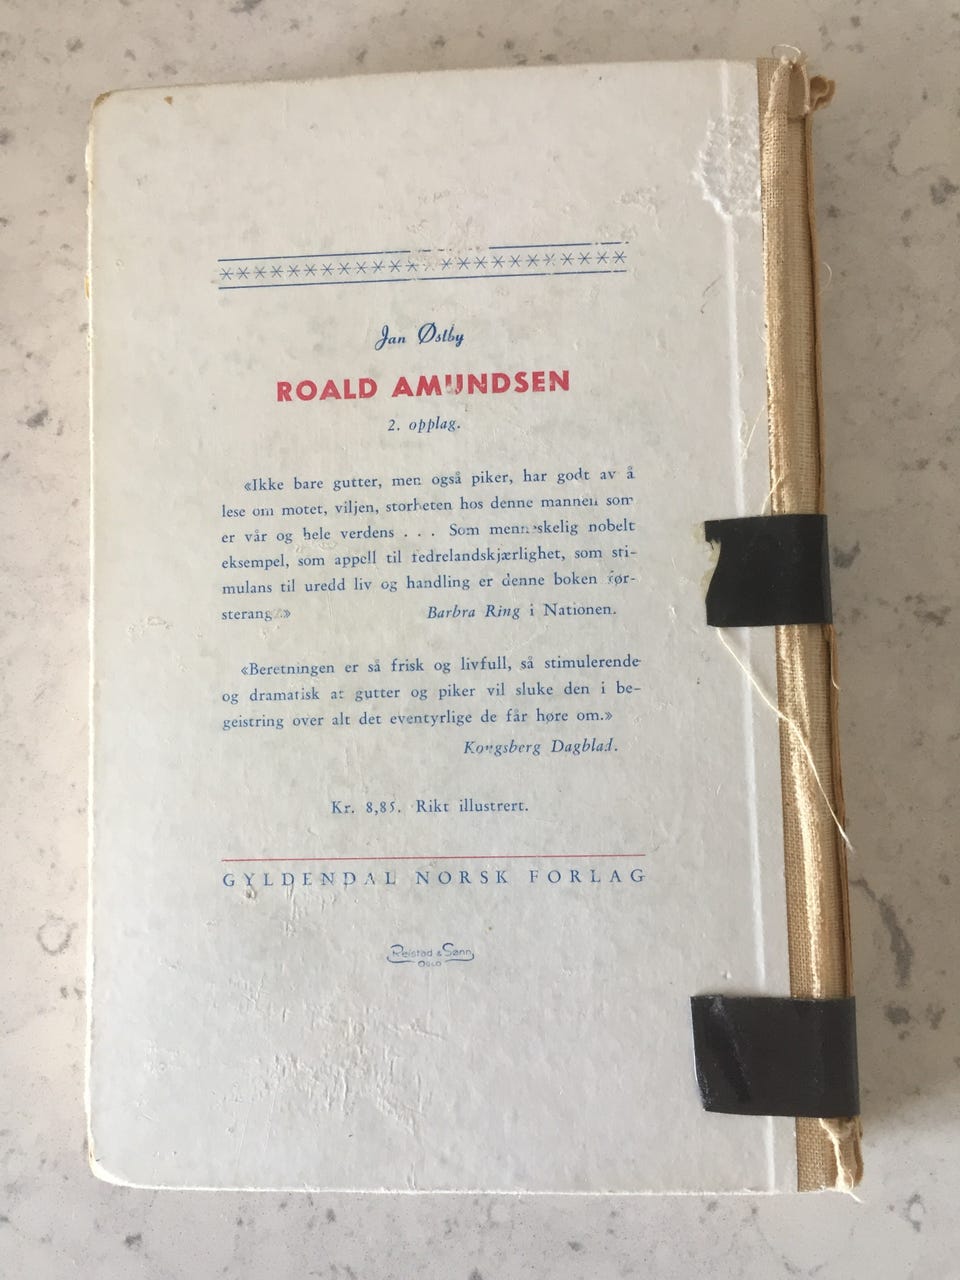 Jan Østby
ROALD AMUNDSEN
2. opplag.
«Ikke bare gutter, men også piker, har godt av å
lese om motet, viljen, storheten hos denne mannen som
er vår og hele verdens . . . Som menneskelig nobelt
eksempel, som appell til fedrelandskjærlighet, som sti-
mulans til uredd liv og handling er denne boken før-
sterangs.» Barbra Ring i Nationen.
«Beretningen er så frisk og livfull, så stimulerende
og dramatisk at gutter og piker vil sluke den i be-
geistring over alt det eventyrlige de får høre om.»
Kongsberg Dagblad.
Kr. 8,85. Rikt illustrert.
GYLDENDAL NORSK FORLAG
Reistad & Sønn
OSLO